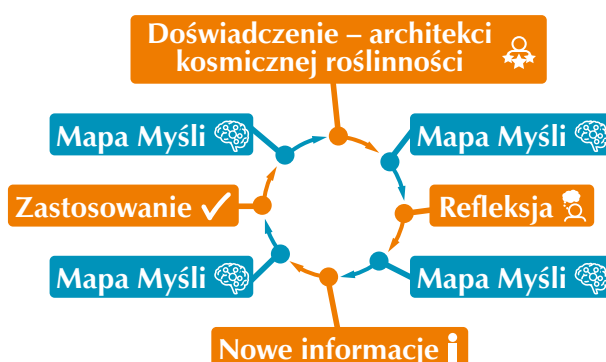 Doświadczenie – architekci
kosmicznej roślinności
Mapa Myśli
Mapa Myśli
Zastosowanie
Refleksja
Mapa Myśli
Mapa Myśli
Nowe informacje